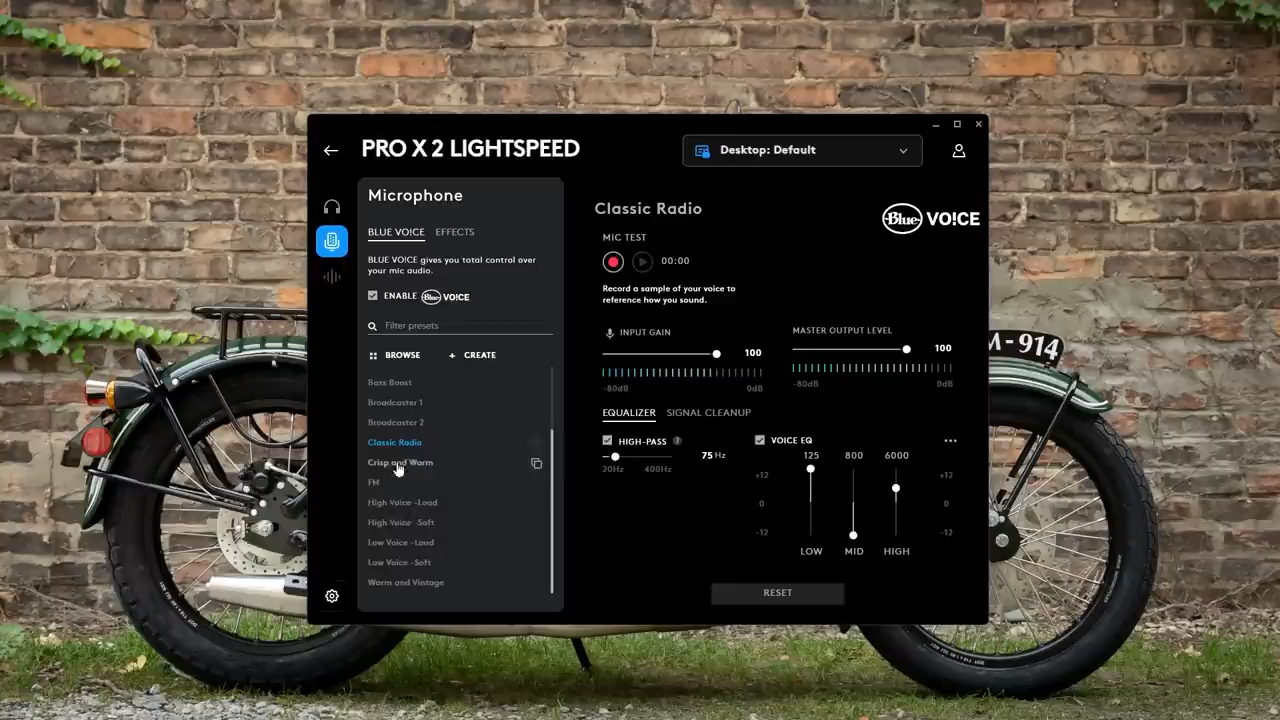 PRO X 2 LIGHTSPEED
Desktop: Default
Microphone
BLUE VO!CE
EFFECTS
BLUE VO!CE gives you total control over
your mic audio.
ENABLE Blue VO!CE
Filter presets
BROWSE
+ CREATE
Bass Boost
Broadcaster 1
Broadcaster 2
Classic Radio
Crisp and Warm
FM
High Voice -Loud
High Voice -Soft
Low Voice -Loud
Low Voice -Soft
Warm and Vintage
Classic Radio
Blue VO!CE
MIC TEST
00:00
Record a sample of your voice to
reference how you sound.
INPUT GAIN
100
-80dB 0dB
MASTER OUTPUT LEVEL
100
-80dB 0dB
EQUALIZER
SIGNAL CLEANUP
HIGH-PASS ?
75 Hz
20Hz 400Hz
VOICE EQ
125 800 6000
+12 +12
0 0
-12 -12
LOW MID HIGH
RESET
M-914